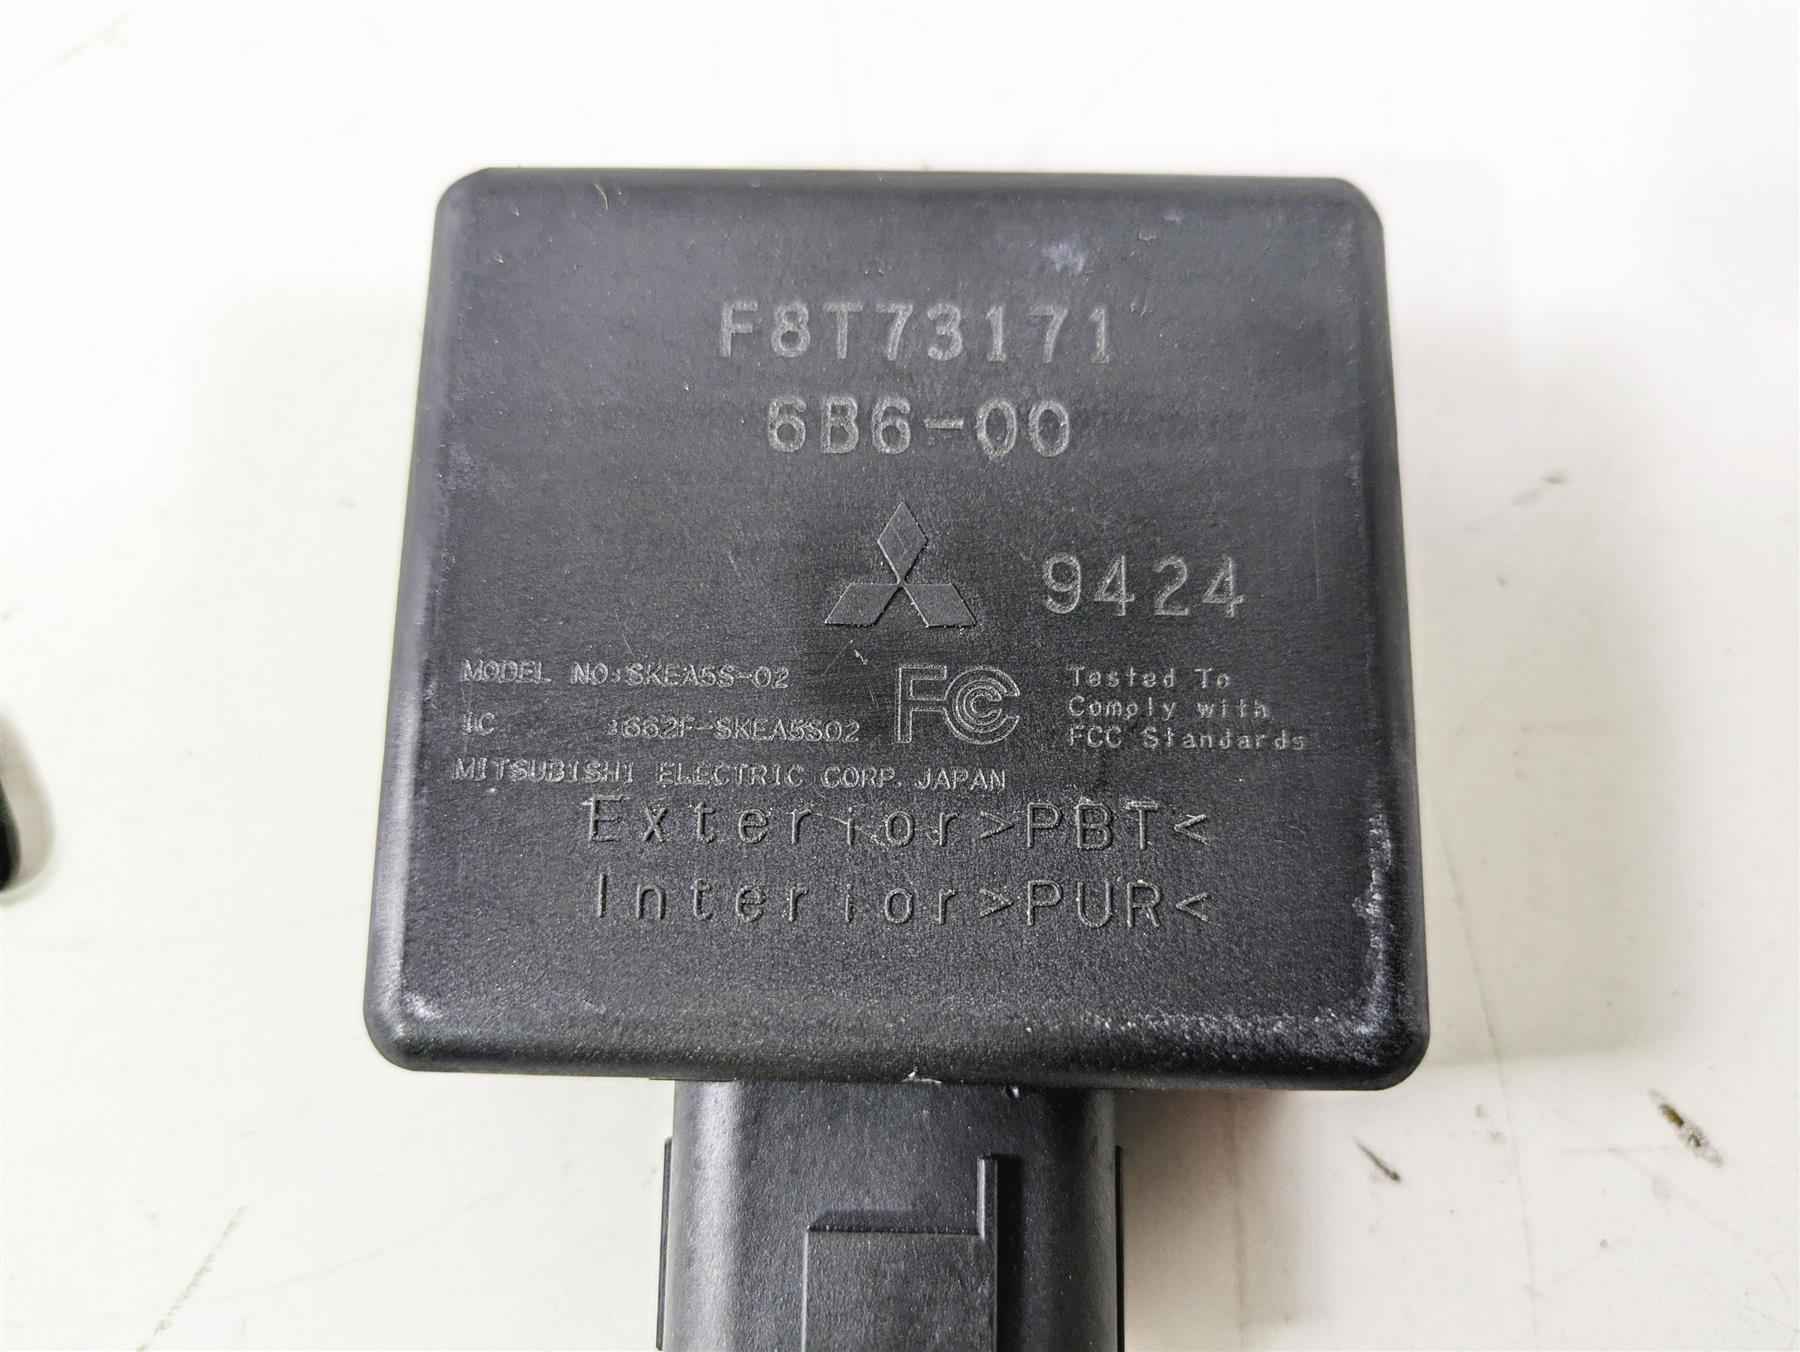 F8T73171
6B6-00
9424
MODEL NO:SKEA5S-02
IC :662F-SKEA5S02
FC
Tested To
Comply with
FCC Standards
MITSUBISHI ELECTRIC CORP. JAPAN
Exterior>PBT<
Interior>PUR<